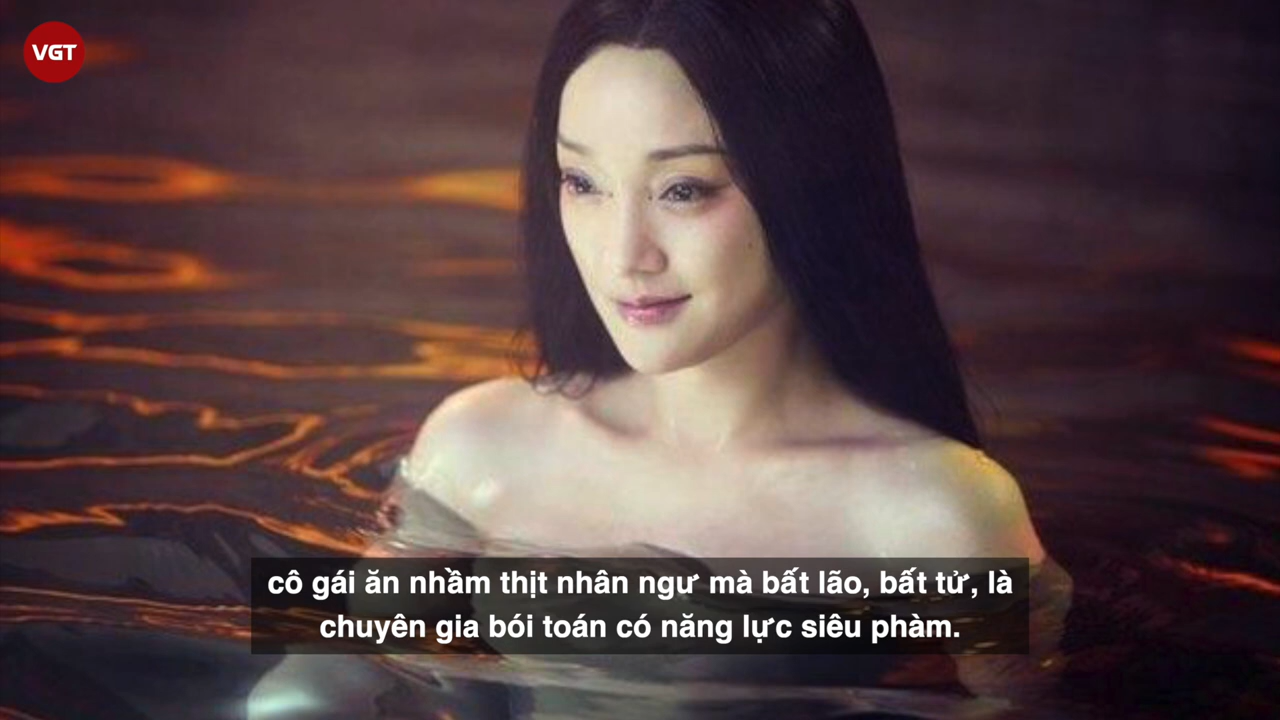 VGT
cô gái ăn nhầm thịt nhân ngư mà bất lão, bất tử, là
chuyên gia bói toán có năng lực siêu phàm.